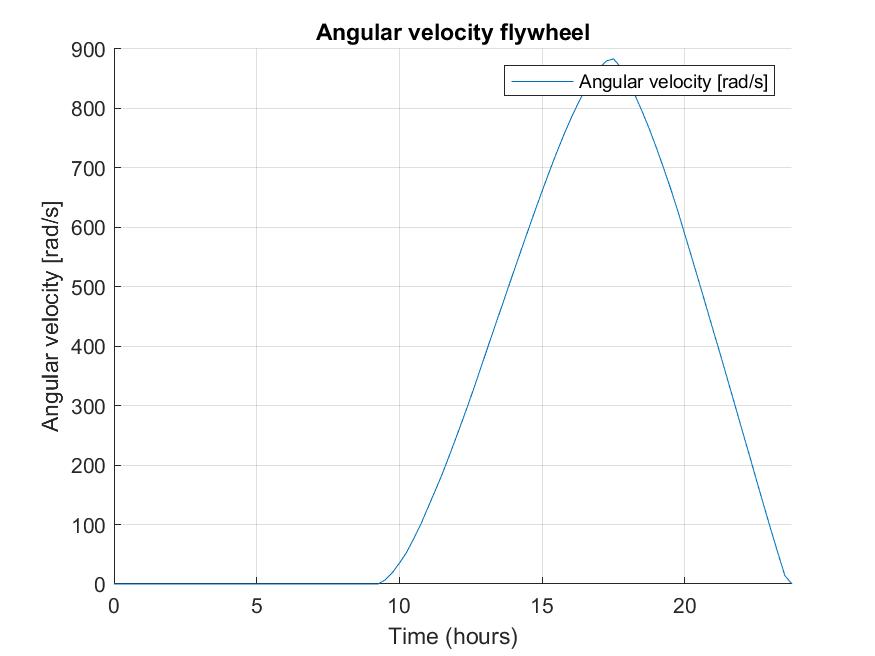 Angular velocity flywheel
Angular velocity [rad/s]
900
800
700
600
500
400
300
200
100
0
Angular velocity [rad/s]
0 5 10 15 20
Time (hours)